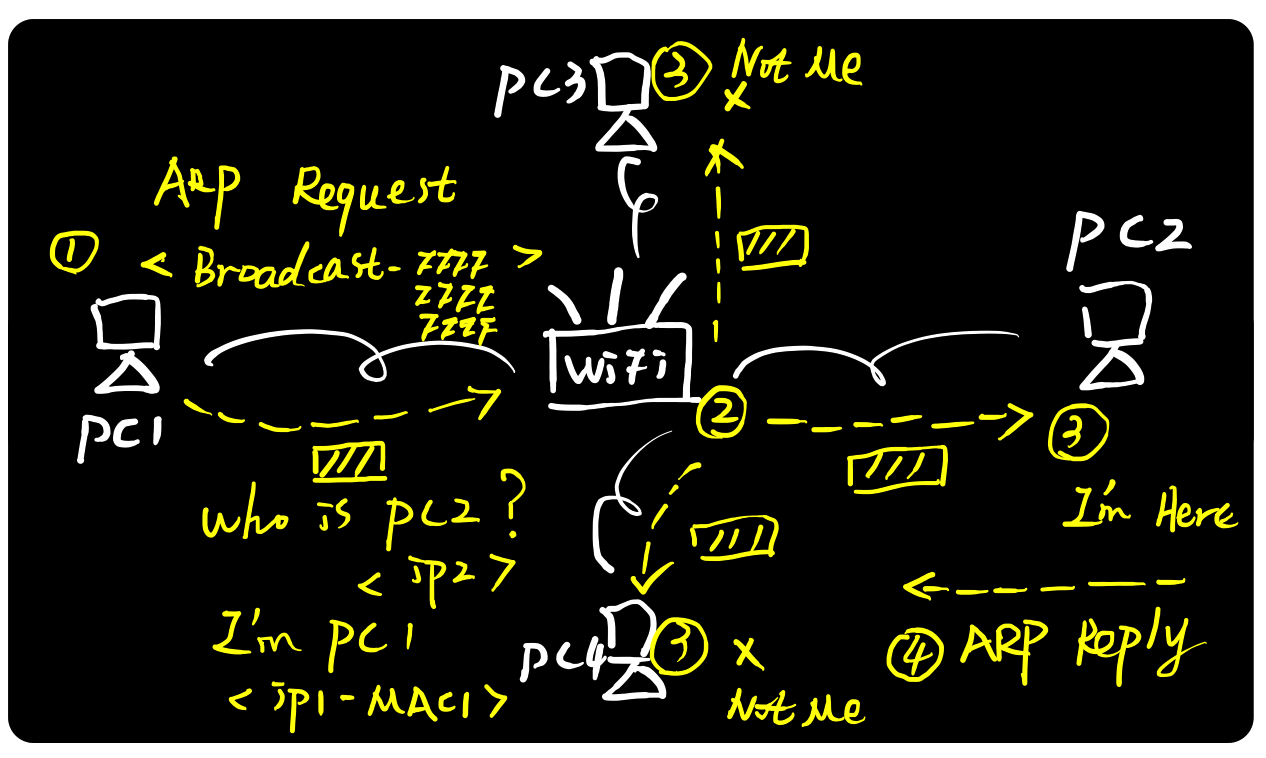 PC3
③ Not Me
×
ARP Request
①
< Broadcast- FFFF >
FFFF
FFFF
PC2
WiFi
PC1
②
③
Who is PC2 ?
< ip2 >
I'm Here
I'm PC1
< ip1 - MAC1 >
PC4
③ ×
Not Me
④ ARP Reply